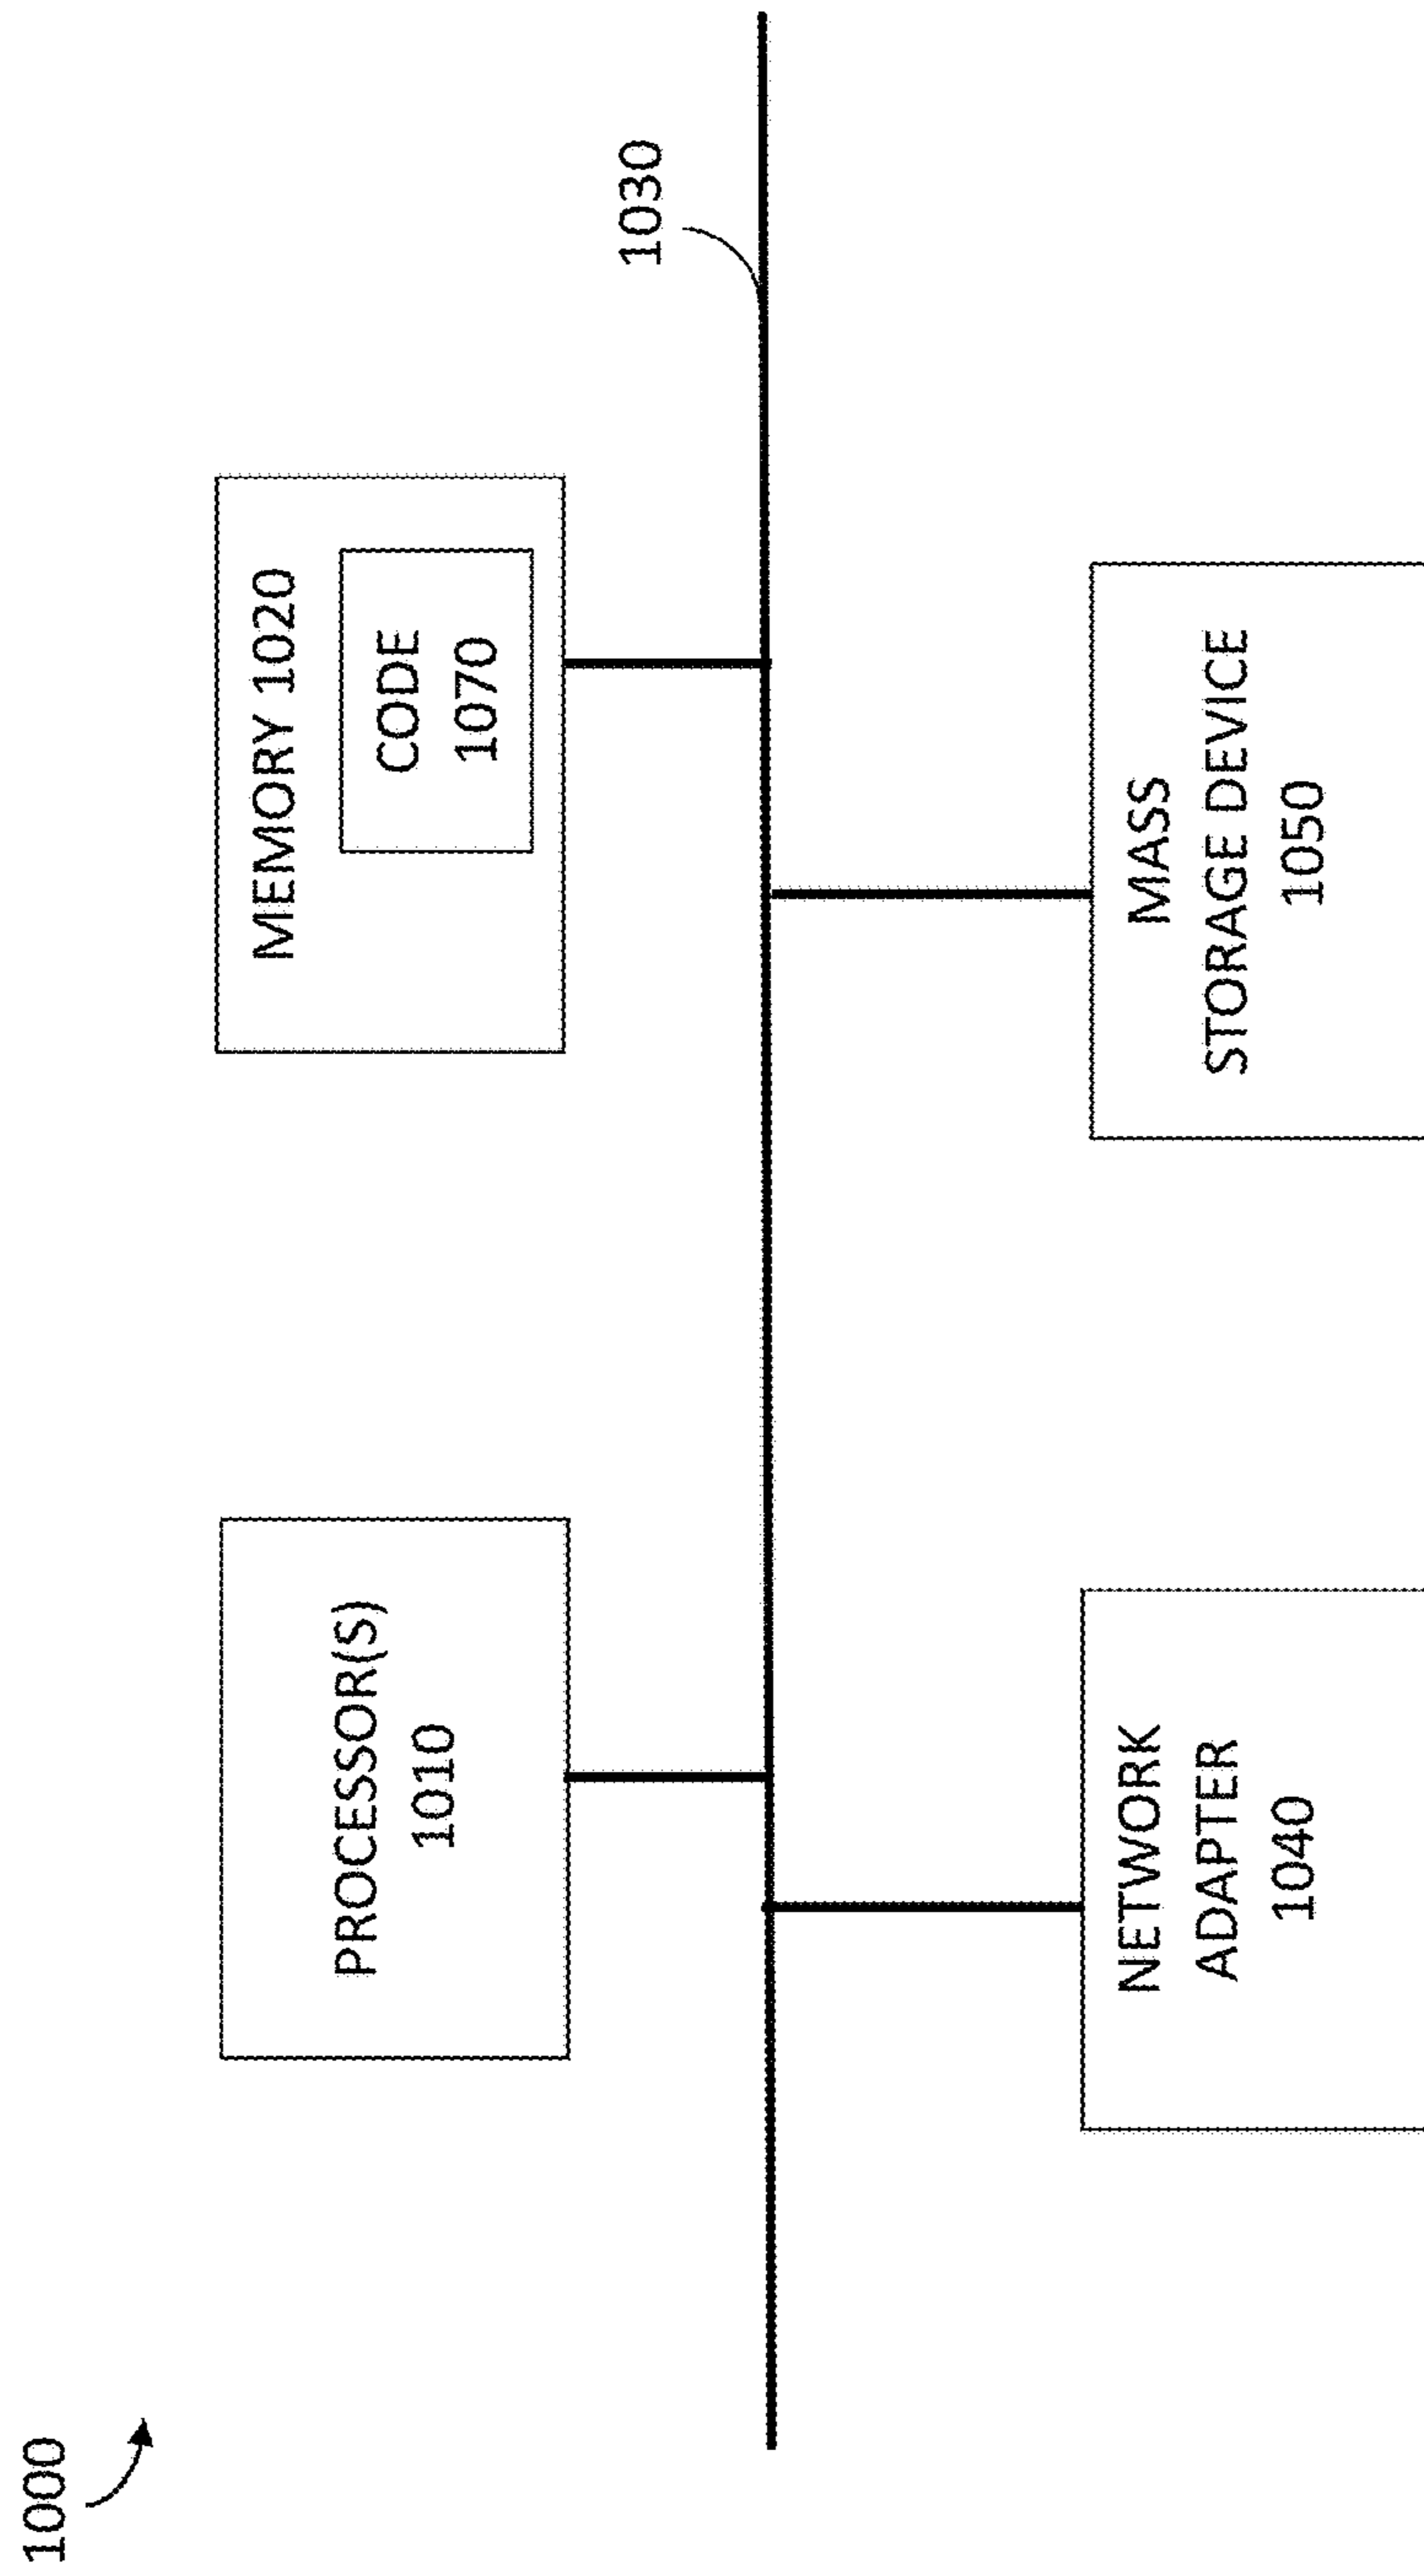 1000
PROCESSOR(S)
1010
MEMORY 1020
CODE
1070
1030
NETWORK
ADAPTER
1040
MASS
STORAGE DEVICE
1050